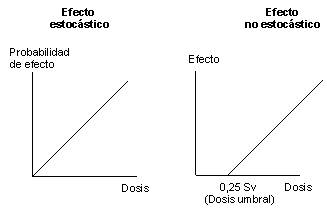 Efecto
estocástico
Probabilidad
de efecto
Dosis
Efecto
no estocástico
Efecto
0,25 Sv
(Dosis umbral)
Dosis